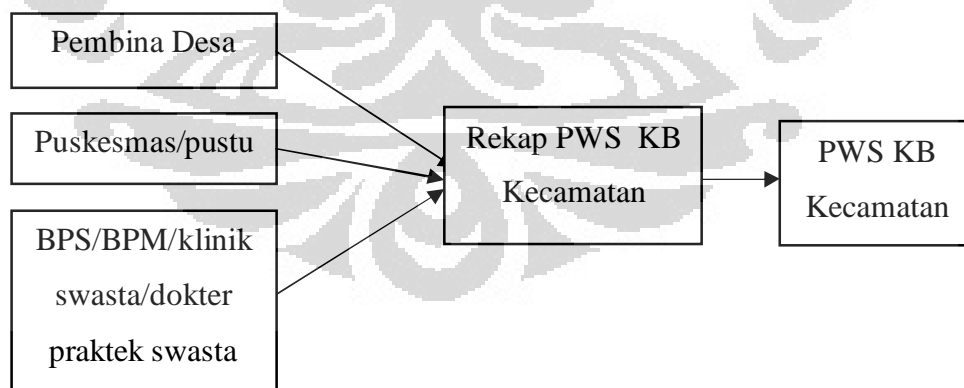 Pembina Desa
Puskesmas/pustu
BPS/BPM/klinik
swasta/dokter
praktek swasta
Rekap PWS KB
Kecamatan
PWS KB
Kecamatan